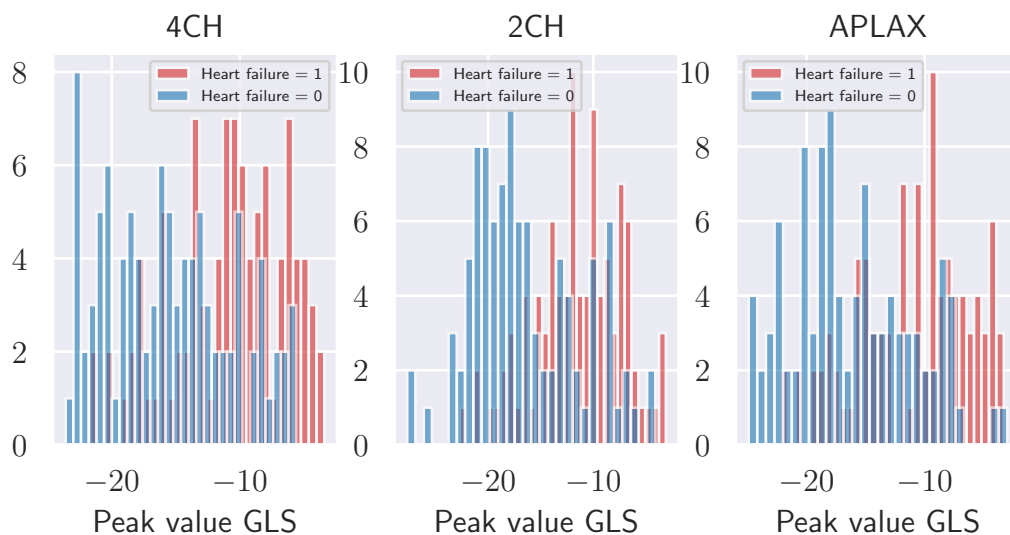 4CH
2CH
APLAX
Heart failure = 1
Heart failure = 0
Heart failure = 1
Heart failure = 0
Heart failure = 1
Heart failure = 0
8
6
4
2
0
10
8
6
4
2
0
10
8
6
4
2
0
−20
−10
−20
−10
−20
−10
Peak value GLS
Peak value GLS
Peak value GLS